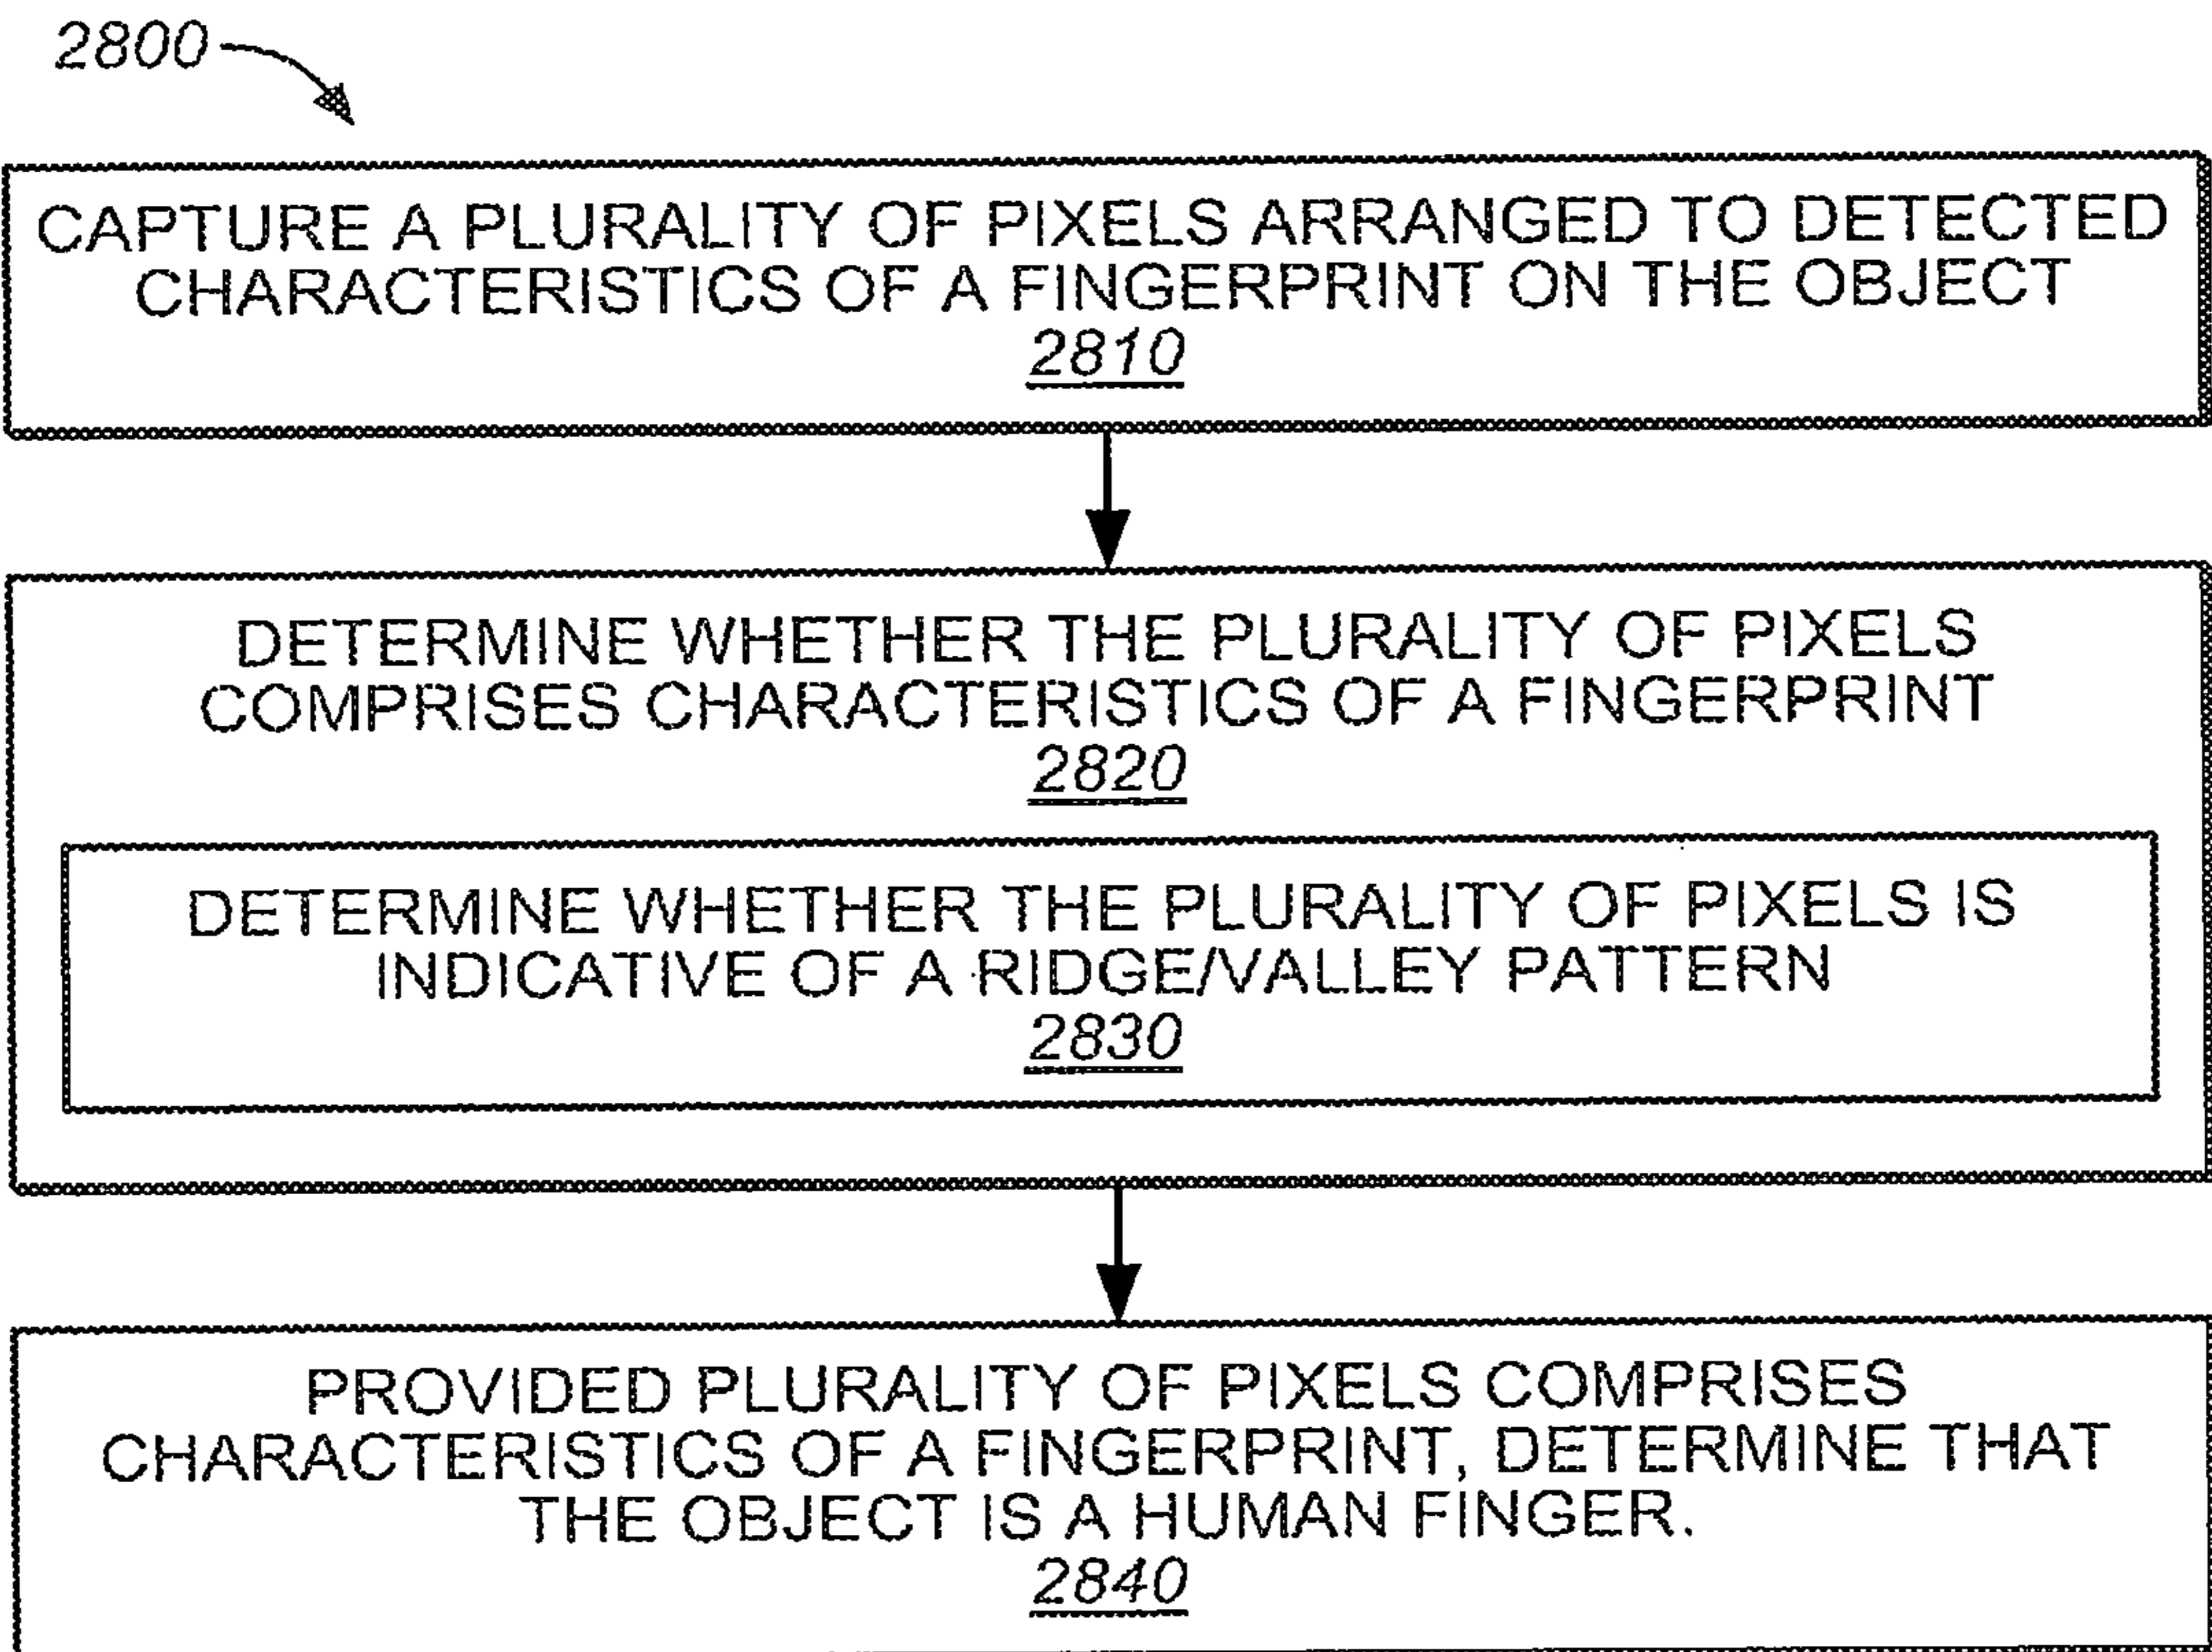 2800
CAPTURE A PLURALITY OF PIXELS ARRANGED TO DETECTED
CHARACTERISTICS OF A FINGERPRINT ON THE OBJECT
2810
DETERMINE WHETHER THE PLURALITY OF PIXELS
COMPRISES CHARACTERISTICS OF A FINGERPRINT
2820
DETERMINE WHETHER THE PLURALITY OF PIXELS IS
INDICATIVE OF A RIDGE/VALLEY PATTERN
2830
PROVIDED PLURALITY OF PIXELS COMPRISES
CHARACTERISTICS OF A FINGERPRINT, DETERMINE THAT
THE OBJECT IS A HUMAN FINGER.
2840